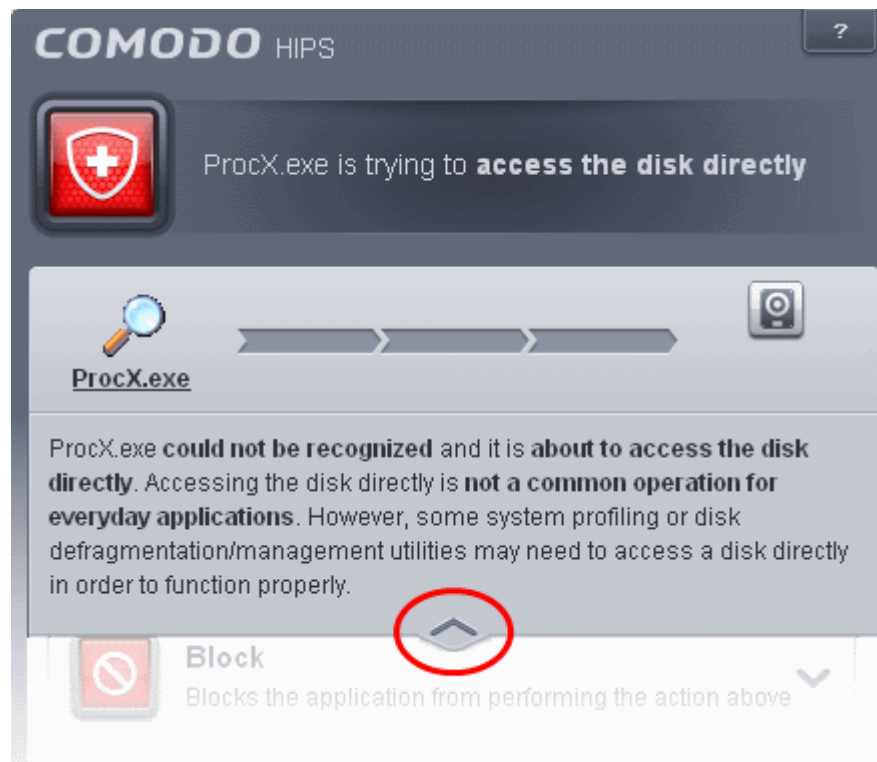 COMODO HIPS
?
ProcX.exe is trying to access the disk directly
ProcX.exe
ProcX.exe could not be recognized and it is about to access the disk
directly. Accessing the disk directly is not a common operation for
everyday applications. However, some system profiling or disk
defragmentation/management utilities may need to access a disk directly
in order to function properly.
Block
Blocks the application from performing the action above